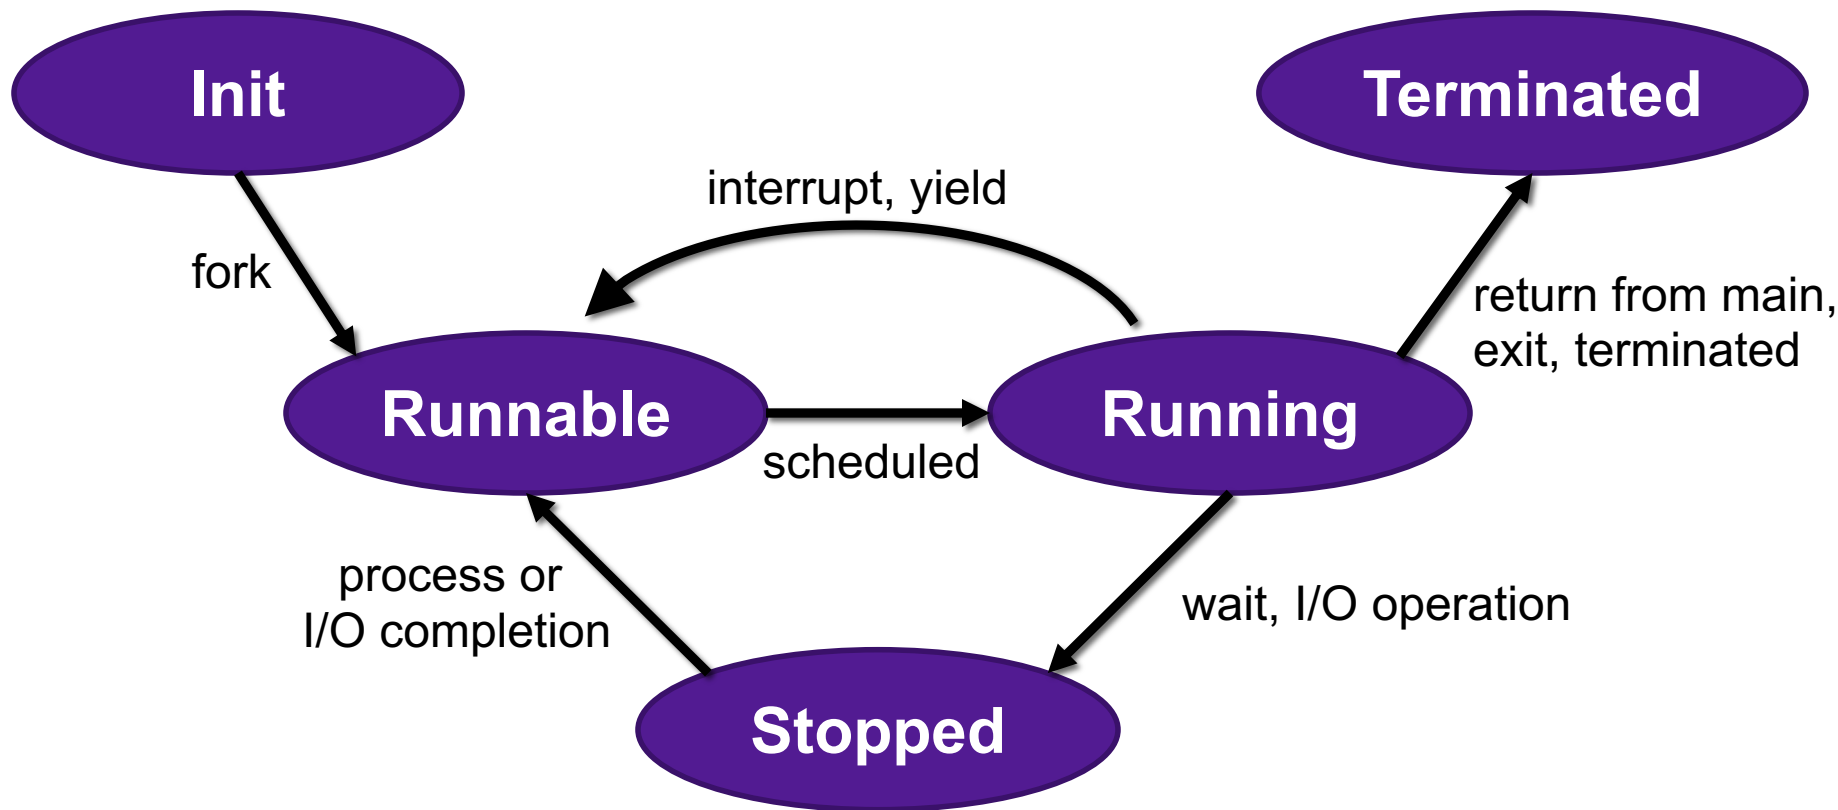 Init
Terminated
interrupt, yield
fork
return from main,
exit, terminated
Runnable
Running
scheduled
process or
I/O completion
wait, I/O operation
Stopped